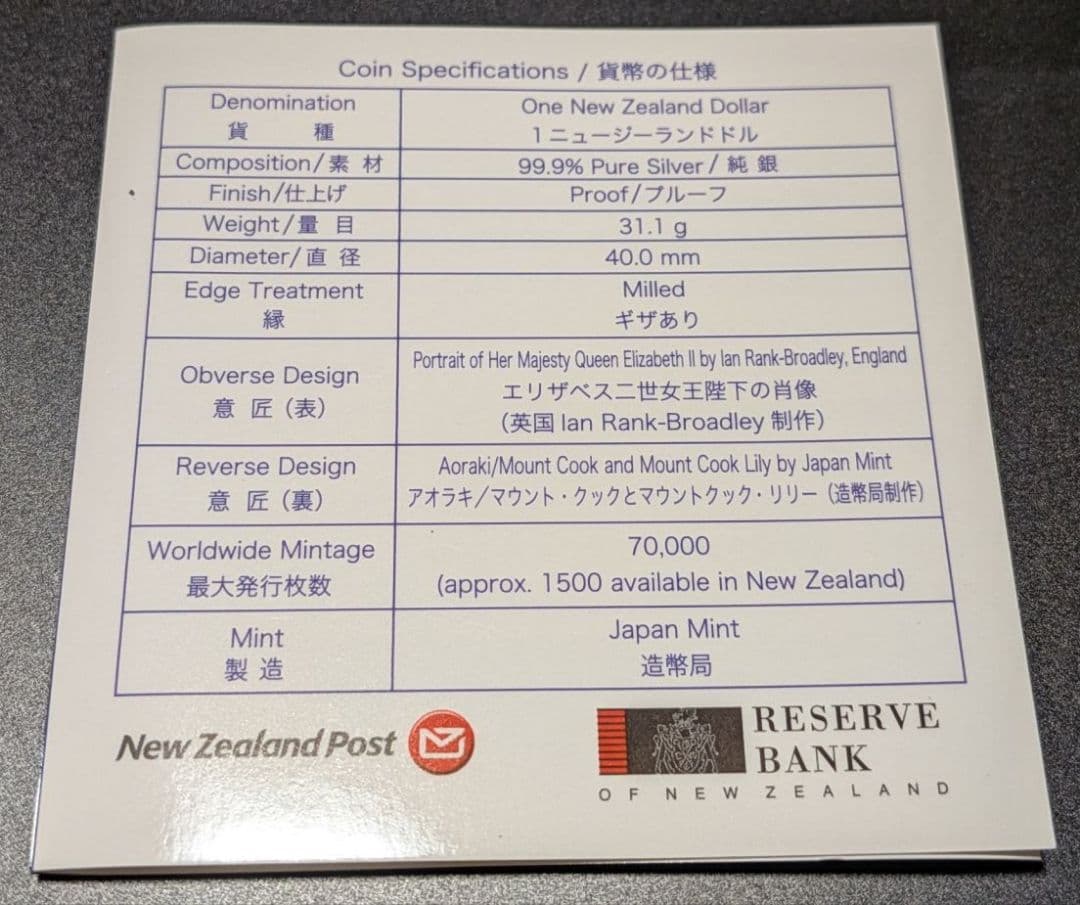 Coin Specifications / 貨幣の仕様
Denomination
貨 種
One New Zealand Dollar
1ニュージーランドドル
Composition/素 材
99.9% Pure Silver / 純 銀
Finish/仕上げ
Proof/プルーフ
Weight/量 目
31.1 g
Diameter/直 径
40.0 mm
Edge Treatment
縁
Milled
ギザあり
Obverse Design
意 匠（表）
Portrait of Her Majesty Queen Elizabeth II by Ian Rank-Broadley, England
エリザベス二世女王陛下の肖像
（英国 Ian Rank-Broadley 制作）
Reverse Design
意 匠（裏）
Aoraki/Mount Cook and Mount Cook Lily by Japan Mint
アオラキ／マウント・クックとマウントクック・リリー（造幣局制作）
Worldwide Mintage
最大発行枚数
70,000
(approx. 1500 available in New Zealand)
Mint
製 造
Japan Mint
造幣局
New Zealand Post
RESERVE
BANK
OF NEW ZEALAND